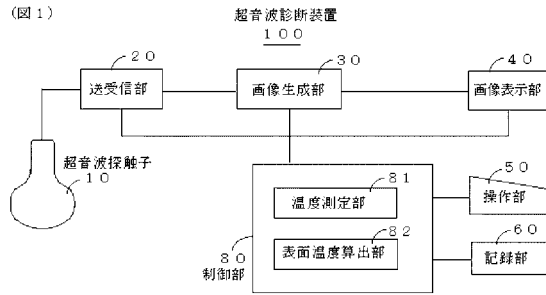 (図1)
超音波診断装置
100
20
送受信部
30
画像生成部
40
画像表示部
超音波探触子
10
81
温度測定部
82
表面温度算出部
80
制御部
50
操作部
60
記録部